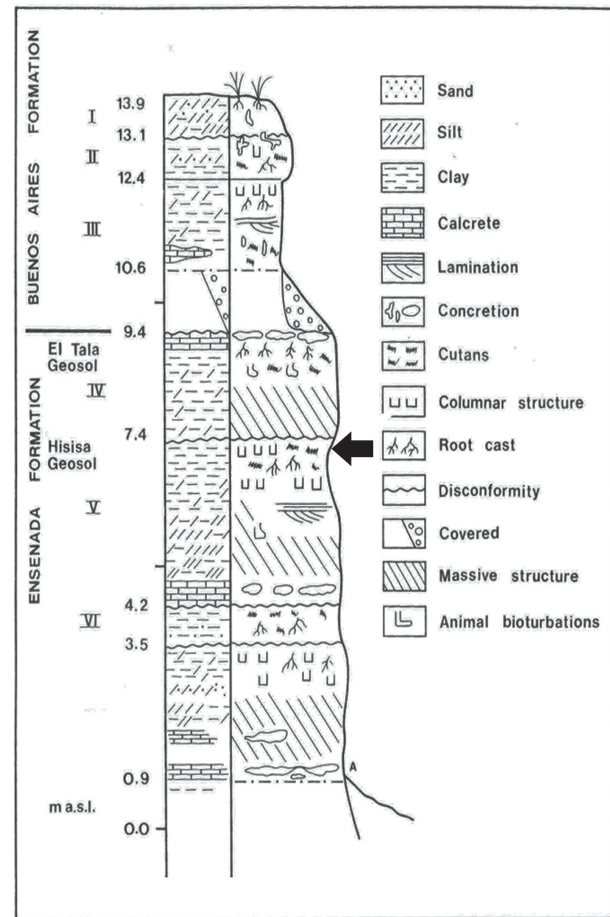 BUENOS AIRES FORMATION
I
II
III
El Tala
Geosol
IV
Hisisa
Geosol
ENSENADA FORMATION
V
VI
m a.s.l.
13.9
13.1
12.4
10.6
9.4
7.4
4.2
3.5
0.9
0.0
A
Sand
Silt
Clay
Calcrete
Lamination
Concretion
Cutans
Columnar structure
Root cast
Disconformity
Covered
Massive structure
Animal bioturbations